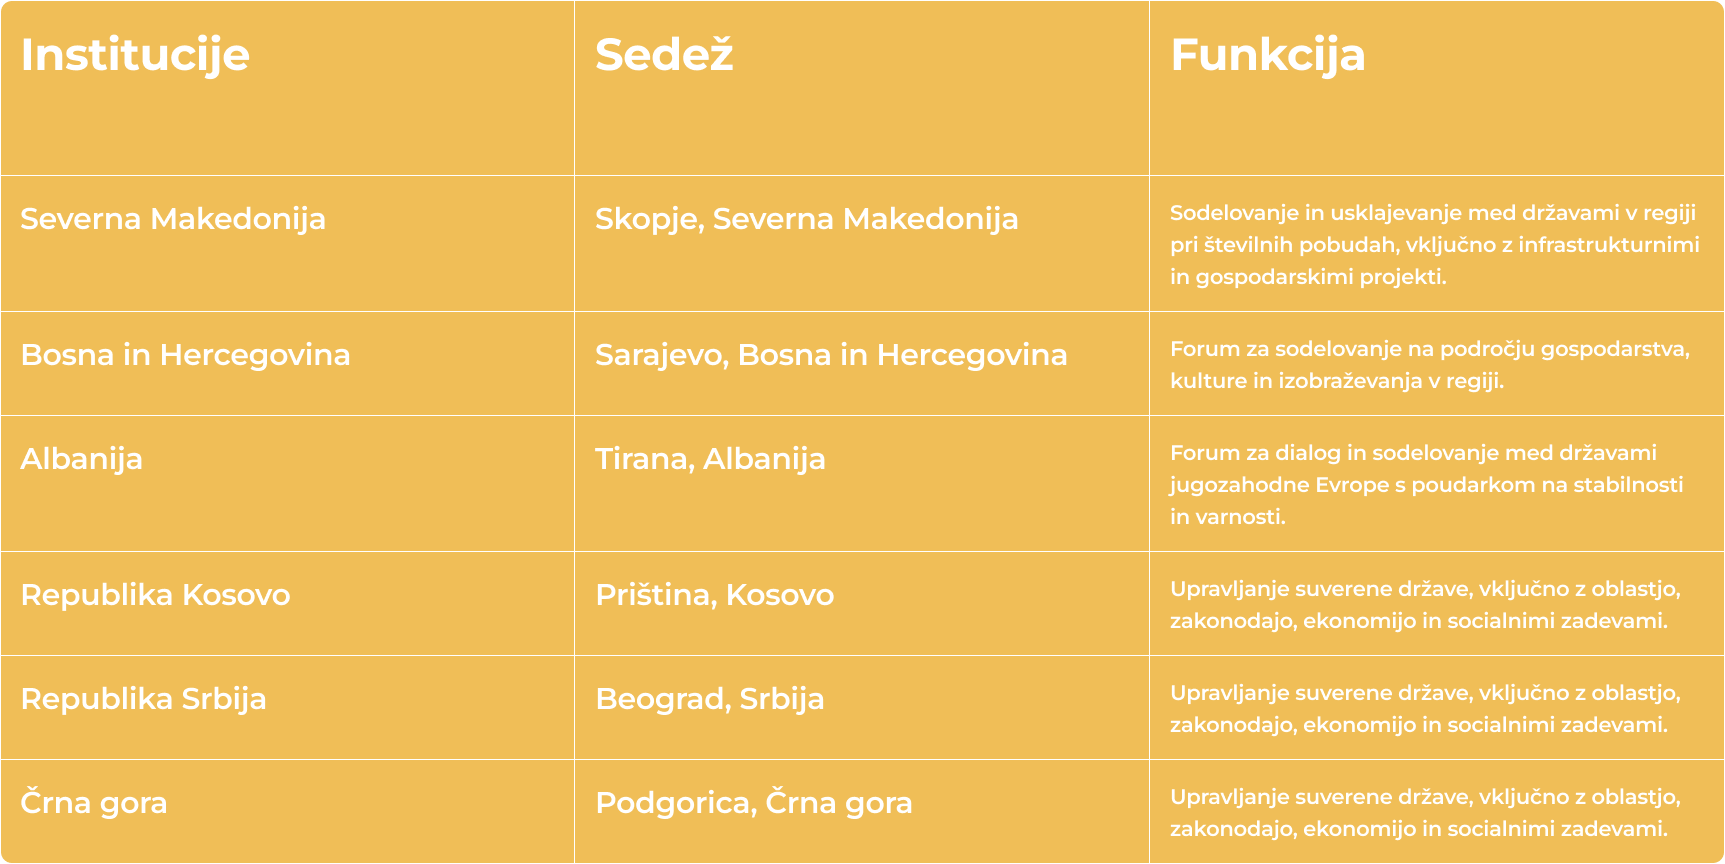 Institucije
Sedež
Funkcija
Severna Makedonija
Skopje, Severna Makedonija
Sodelovanje in usklajevanje med državami v regiji
pri številnih pobudah, vključno z infrastrukturnimi
in gospodarskimi projekti.
Bosna in Hercegovina
Sarajevo, Bosna in Hercegovina
Forum za sodelovanje na področju gospodarstva,
kulture in izobraževanja v regiji.
Albanija
Tirana, Albanija
Forum za dialog in sodelovanje med državami
jugozahodne Evrope s poudarkom na stabilnosti
in varnosti.
Republika Kosovo
Priština, Kosovo
Upravljanje suverene države, vključno z oblastjo,
zakonodajo, ekonomijo in socialnimi zadevami.
Republika Srbija
Beograd, Srbija
Upravljanje suverene države, vključno z oblastjo,
zakonodajo, ekonomijo in socialnimi zadevami.
Črna gora
Podgorica, Črna gora
Upravljanje suverene države, vključno z oblastjo,
zakonodajo, ekonomijo in socialnimi zadevami.